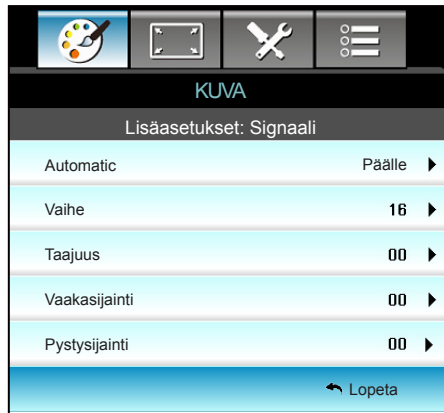 KUVA
Lisäasetukset: Signaali
Automatic Päälle
Vaihe 16
Taajuus 00
Vaakasijainti 00
Pystysijainti 00
Lopeta